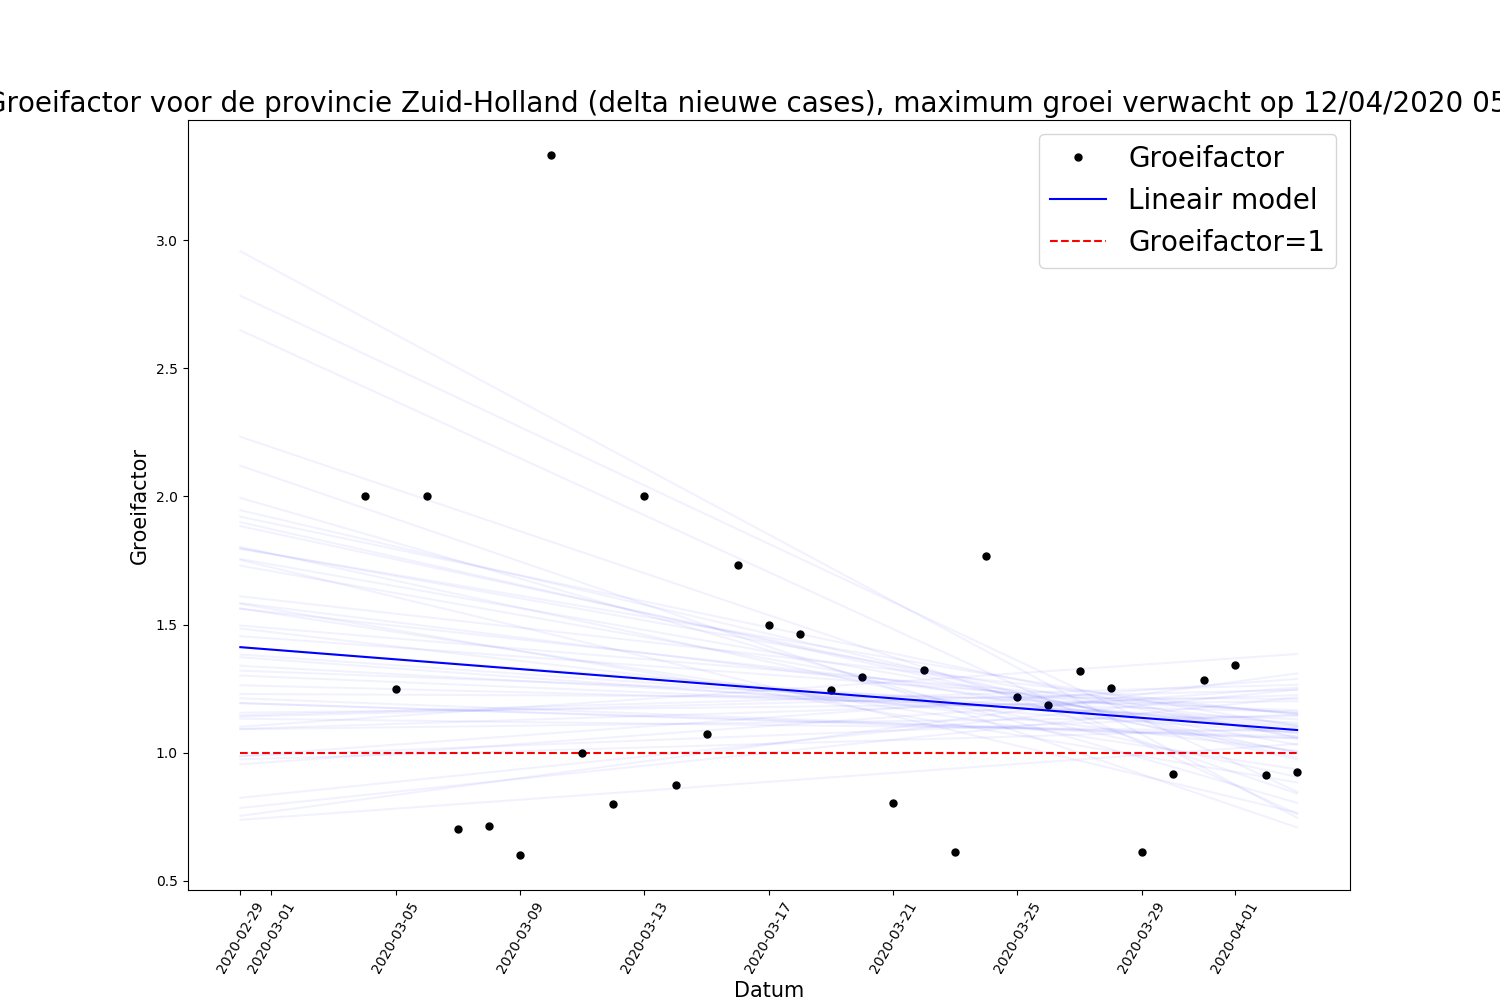 Groeifactor voor de provincie Zuid-Holland (delta nieuwe cases), maximum groei verwacht op 12/04/2020 05
Groeifactor
Lineair model
Groeifactor=1
3.0
2.5
2.0
1.5
1.0
0.5
Groeifactor
2020-02-29
2020-03-01
2020-03-05
2020-03-09
2020-03-13
2020-03-17
2020-03-21
2020-03-25
2020-03-29
2020-04-01
Datum